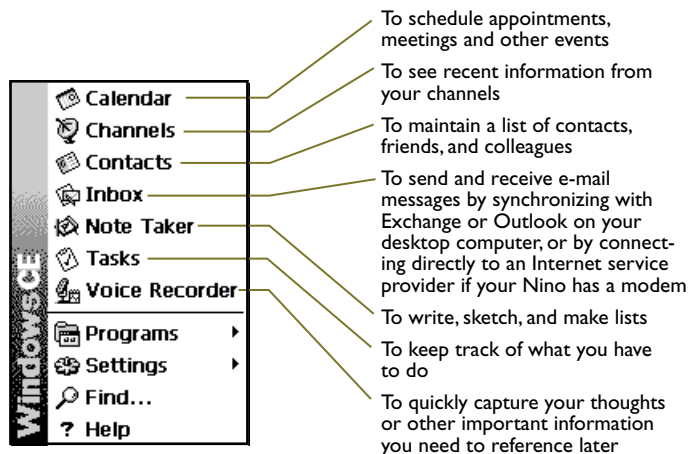 Windows CE
Calendar
Channels
Contacts
Inbox
Note Taker
Tasks
Voice Recorder
Programs
Settings
Find...
? Help
To schedule appointments,
meetings and other events
To see recent information from
your channels
To maintain a list of contacts,
friends, and colleagues
To send and receive e-mail
messages by synchronizing with
Exchange or Outlook on your
desktop computer, or by connect-
ing directly to an Internet service
provider if your Nino has a modem
To write, sketch, and make lists
To keep track of what you have
to do
To quickly capture your thoughts
or other important information
you need to reference later